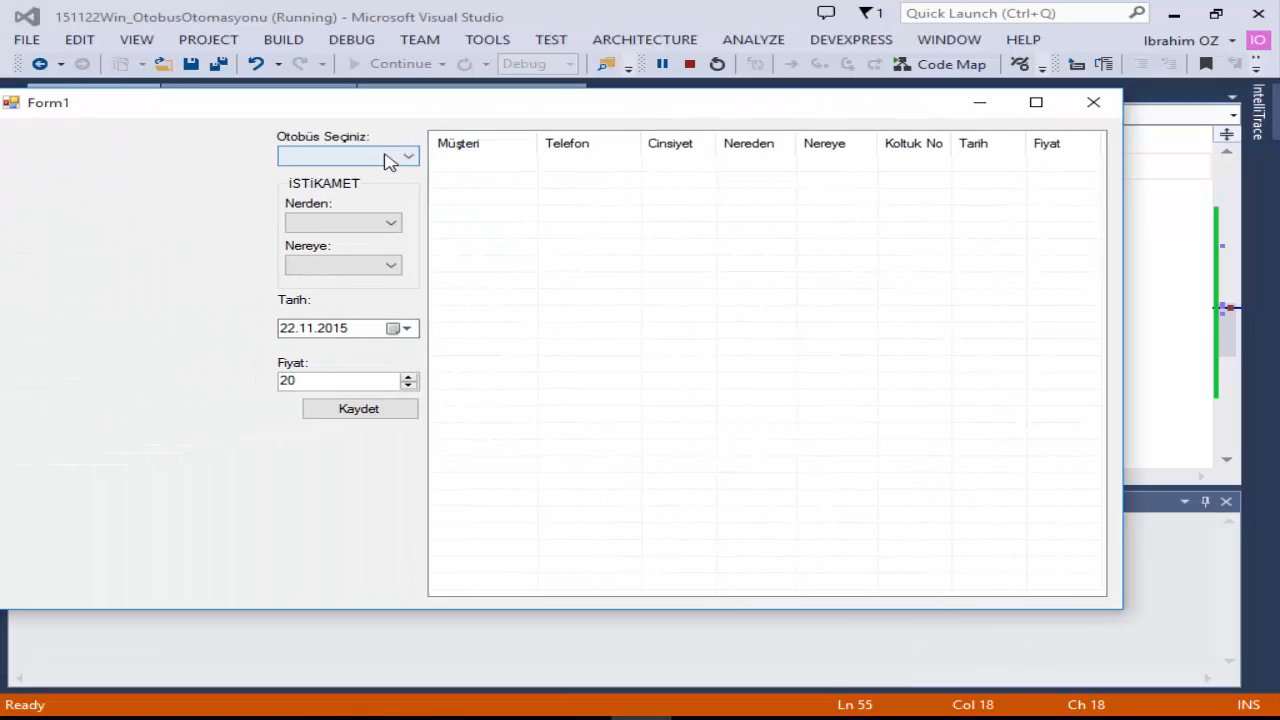 151122Win_OtobusOtomasyonu (Running) - Microsoft Visual Studio
1
Quick Launch (Ctrl+Q)
FILE EDIT VIEW PROJECT BUILD DEBUG TEAM TOOLS TEST ARCHITECTURE ANALYZE DEVEXPRESS WINDOW HELP
Ibrahim OZ
IO
Continue
Debug
Code Map
Form1
IntelliTrace
Otobüs Seçiniz:
İSTİKAMET
Nerden:
Nereye:
Tarih:
22.11.2015
Fiyat:
20
Kaydet
Müşteri Telefon Cinsiyet Nereden Nereye Koltuk No Tarih Fiyat
Ready
Ln 55 Col 18 Ch 18 INS